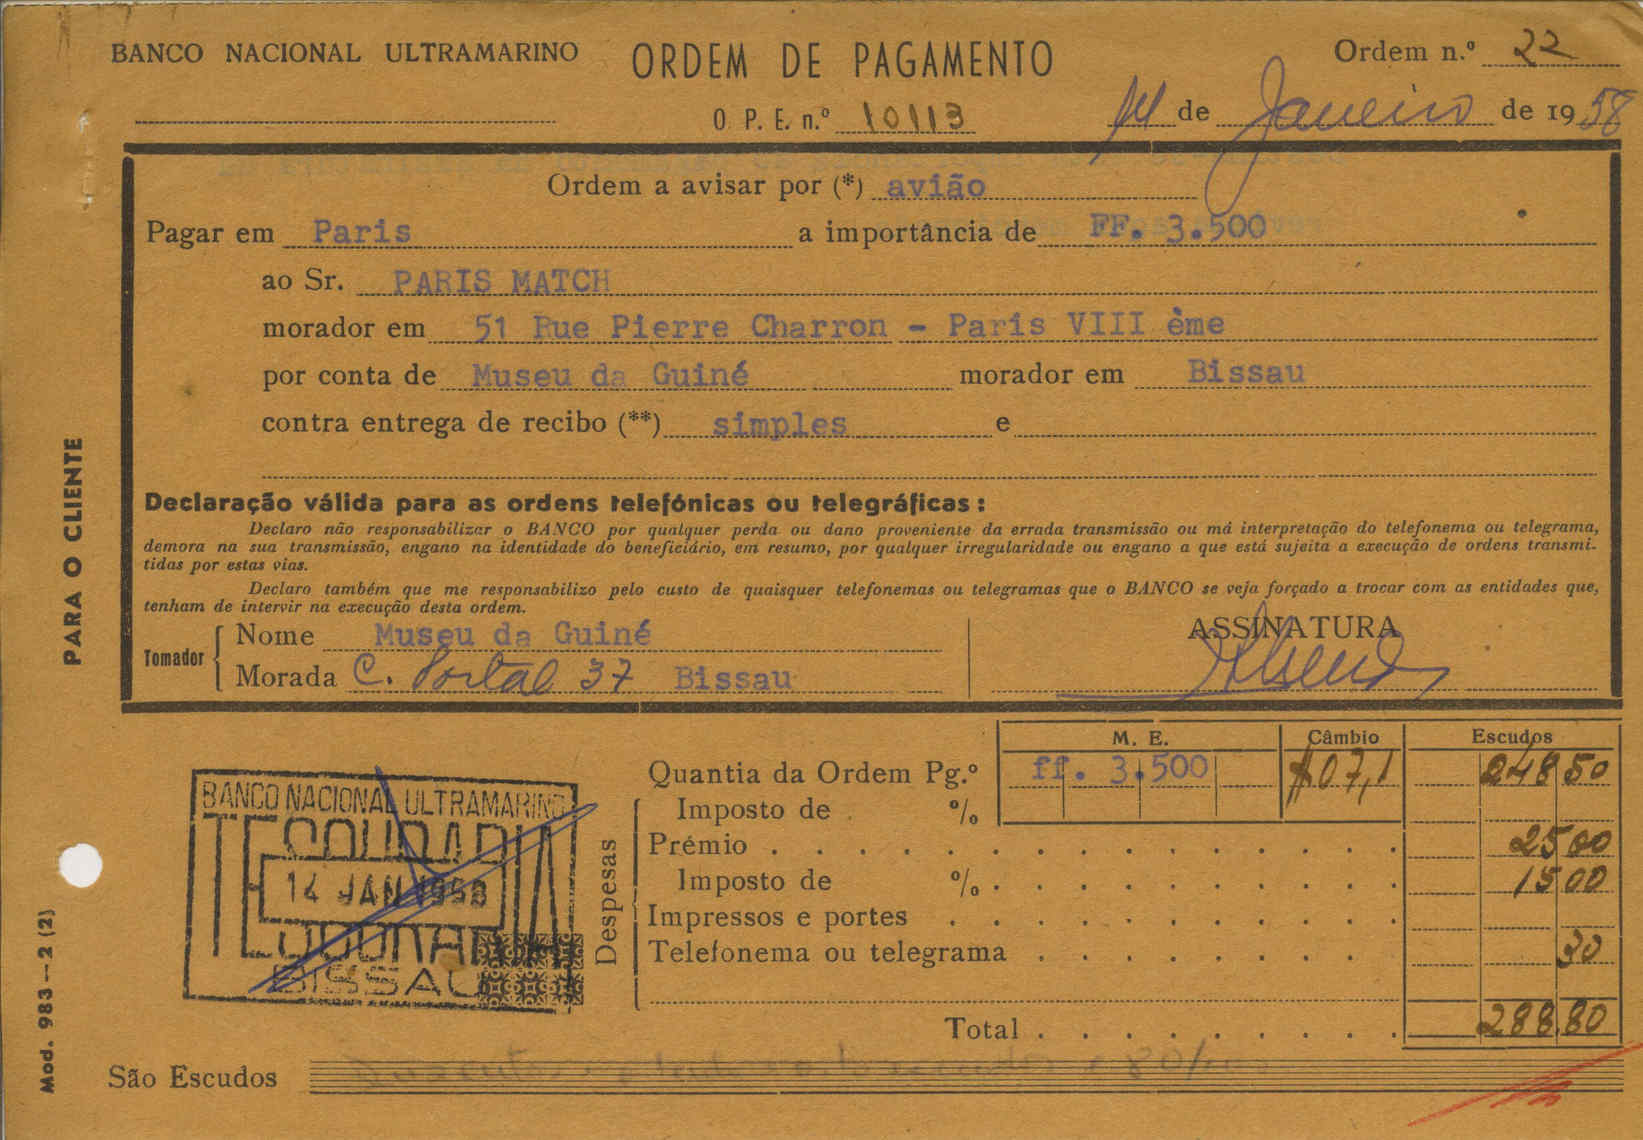 BANCO NACIONAL ULTRAMARINO
ORDEM DE PAGAMENTO
Ordem n.º 22
O. P. E. n.º 10113
14 de Janeiro de 1958
Ordem a avisar por (*) avião
Pagar em Paris a importância de FF. 3.500
ao Sr. PARIS MATCH
morador em 51 Rue Pierre Charron - Paris VIII ème
por conta de Museu da Guiné morador em Bissau
contra entrega de recibo (**) simples e
Declaração válida para as ordens telefónicas ou telegráficas:
Declaro não responsabilizar o BANCO por qualquer perda ou dano proveniente da errada transmissão ou má interpretação do telefonema ou telegrama,
demora na sua transmissão, engano na identidade do beneficiário, em resumo, por qualquer irregularidade ou engano a que está sujeita a execução de ordens transmi-
tidas por estas vias.
Declaro também que me responsabilizo pelo custo de quaisquer telefonemas ou telegramas que o BANCO se veja forçado a trocar com as entidades que,
tenham de intervir na execução desta ordem.
Tomador
Nome Museu da Guiné
Morada C. Postal 37 Bissau
ASSINATURA
M. E. Câmbio Escudos
Quantia da Ordem Pg.º ff. 3.500 $07,1 248 50
Despesas
Imposto de %
Prémio 25 00
Imposto de % 15 00
Impressos e portes
Telefonema ou telegrama 30
Total 288.80
São Escudos
BANCO NACIONAL ULTRAMARINO
TESOURARIA
14 JAN 1958
TESOURARIA
BISSAU
PARA O CLIENTE
Mod. 983--2 (2)